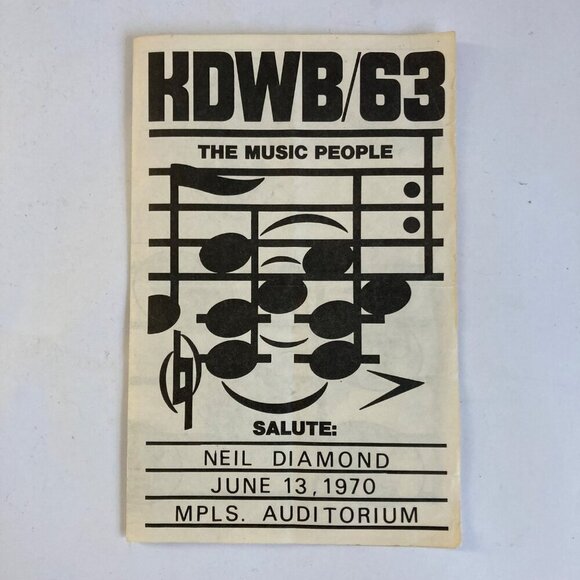 KDWB/63
THE MUSIC PEOPLE
SALUTE:
NEIL DIAMOND
JUNE 13, 1970
MPLS. AUDITORIUM